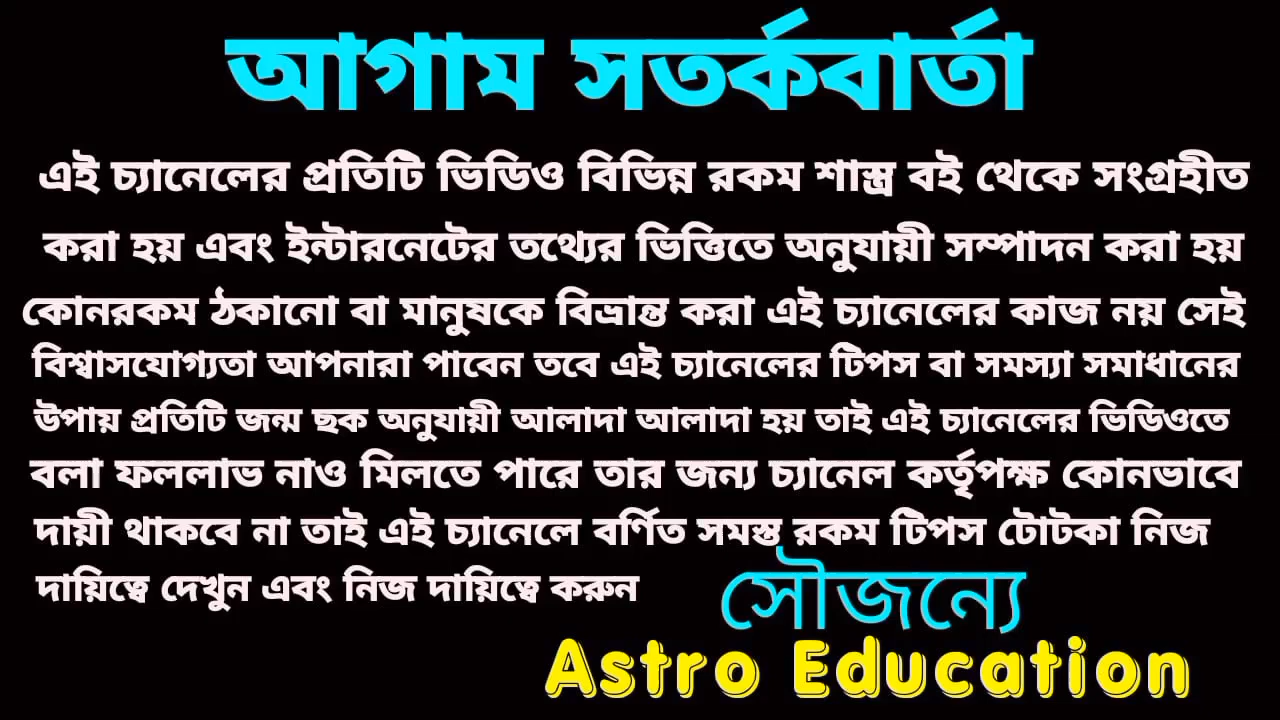 আগাম সতর্কবার্তা
এই চ্যানেলের প্রতিটি ভিডিও বিভিন্ন রকম শাস্ত্র বই থেকে সংগ্রহীত
করা হয় এবং ইন্টারনেটের তথ্যের ভিত্তিতে অনুযায়ী সম্পাদন করা হয়
কোনরকম ঠকানো বা মানুষকে বিভ্রান্ত করা এই চ্যানেলের কাজ নয় সেই
বিশ্বাসযোগ্যতা আপনারা পাবেন তবে এই চ্যানেলের টিপস বা সমস্যা সমাধানের
উপায় প্রতিটি জন্ম ছক অনুযায়ী আলাদা আলাদা হয় তাই এই চ্যানেলের ভিডিওতে
বলা ফললাভ নাও মিলতে পারে তার জন্য চ্যানেল কর্তৃপক্ষ কোনভাবে
দায়ী থাকবে না তাই এই চ্যানেলে বর্ণিত সমস্ত রকম টিপস টোটকা নিজ
দায়িত্বে দেখুন এবং নিজ দায়িত্বে করুন
সৌজন্যে
Astro Education